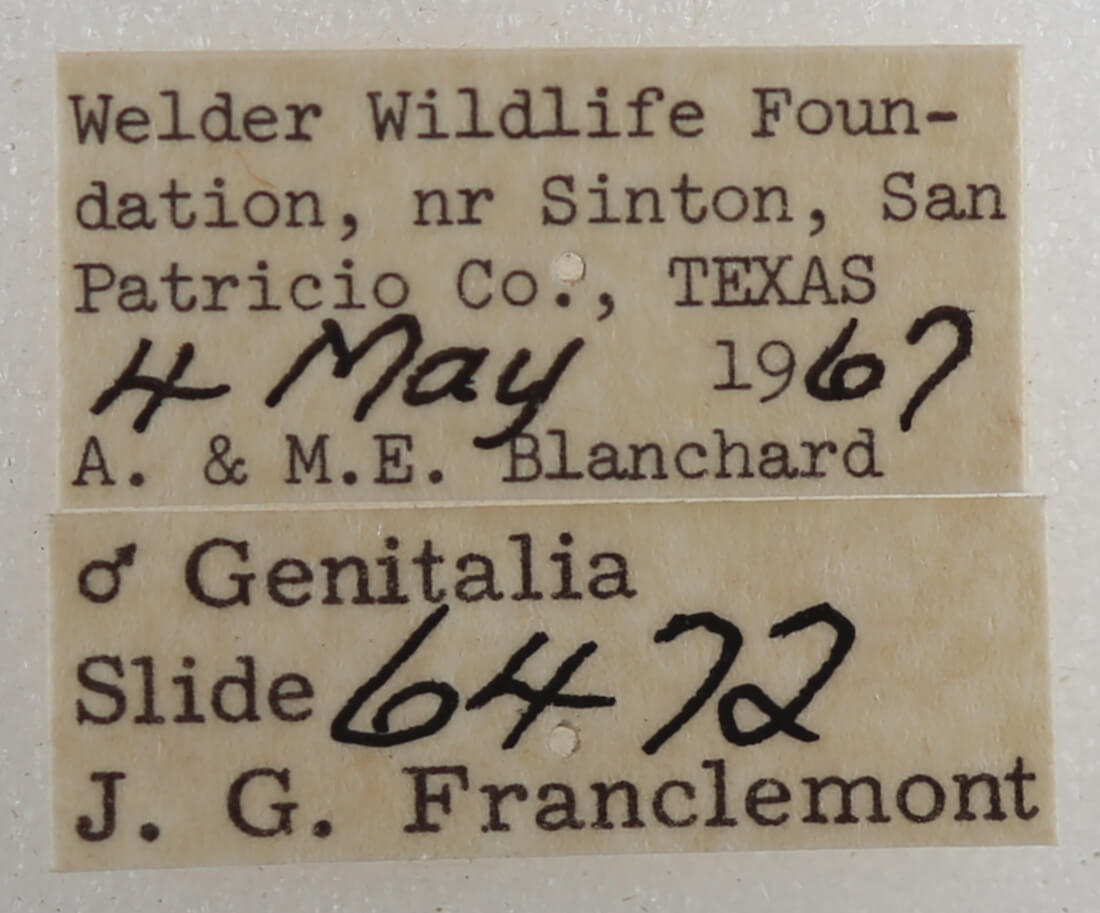 Welder Wildlife Foun-
dation, nr Sinton, San
Patricio Co., TEXAS
4 May 1967
A. & M.E. Blanchard
♂ Genitalia
Slide 6472
J. G. Franclemont